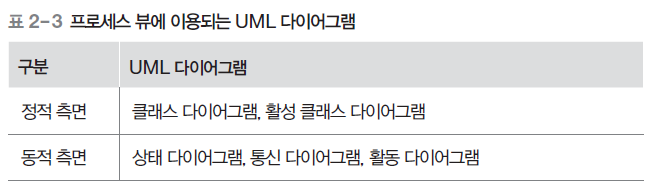 표 2-3 프로세스 뷰에 이용되는 UML 다이어그램
구분 UML 다이어그램
정적 측면 클래스 다이어그램, 활성 클래스 다이어그램
동적 측면 상태 다이어그램, 통신 다이어그램, 활동 다이어그램